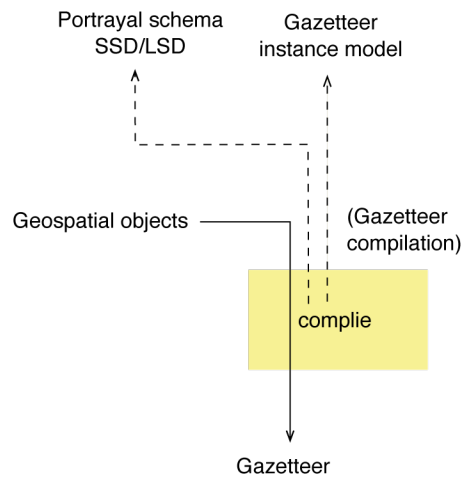 Portrayal schema
SSD/LSD
Gazetteer
instance model
Geospatial objects
(Gazetteer
compilation)
complie
Gazetteer